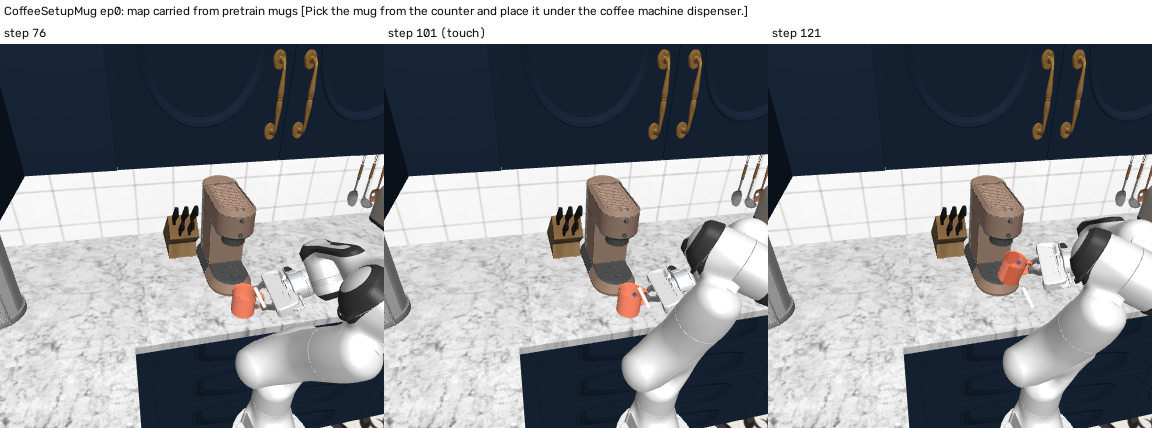 CoffeeSetupMug ep0: map carried from pretrain mugs [Pick the mug from the counter and place it under the coffee machine dispenser.]
step 76
step 101 (touch)
step 121